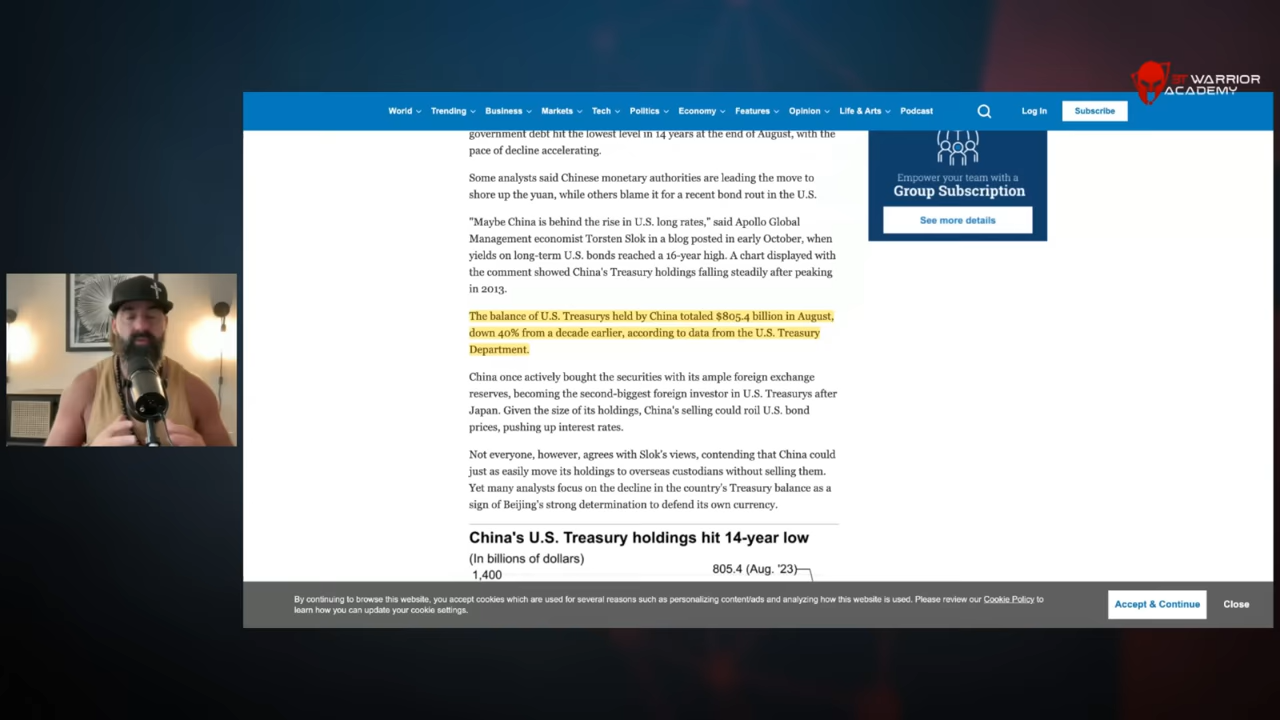 BT WARRIOR
ACADEMY
World Trending Business Markets Tech Politics Economy Features Opinion Life & Arts Podcast Log In Subscribe
government debt hit the lowest level in 14 years at the end of August, with the
pace of decline accelerating.
Some analysts said Chinese monetary authorities are leading the move to
shore up the yuan, while others blame it for a recent bond rout in the U.S.
"Maybe China is behind the rise in U.S. long rates," said Apollo Global
Management economist Torsten Slok in a blog posted in early October, when
yields on long-term U.S. bonds reached a 16-year high. A chart displayed with
the comment showed China's Treasury holdings falling steadily after peaking
in 2013.
The balance of U.S. Treasurys held by China totaled $805.4 billion in August,
down 40% from a decade earlier, according to data from the U.S. Treasury
Department.
China once actively bought the securities with its ample foreign exchange
reserves, becoming the second-biggest foreign investor in U.S. Treasurys after
Japan. Given the size of its holdings, China's selling could roil U.S. bond
prices, pushing up interest rates.
Not everyone, however, agrees with Slok's views, contending that China could
just as easily move its holdings to overseas custodians without selling them.
Yet many analysts focus on the decline in the country's Treasury balance as a
sign of Beijing's strong determination to defend its own currency.
China's U.S. Treasury holdings hit 14-year low
(In billions of dollars)
805.4 (Aug. '23)
1,400
Empower your team with a
Group Subscription
See more details
By continuing to browse this website, you accept cookies which are used for several reasons such as personalizing content/ads and analyzing how this website is used. Please review our Cookie Policy to
learn how you can update your cookie settings.
Accept & Continue
Close